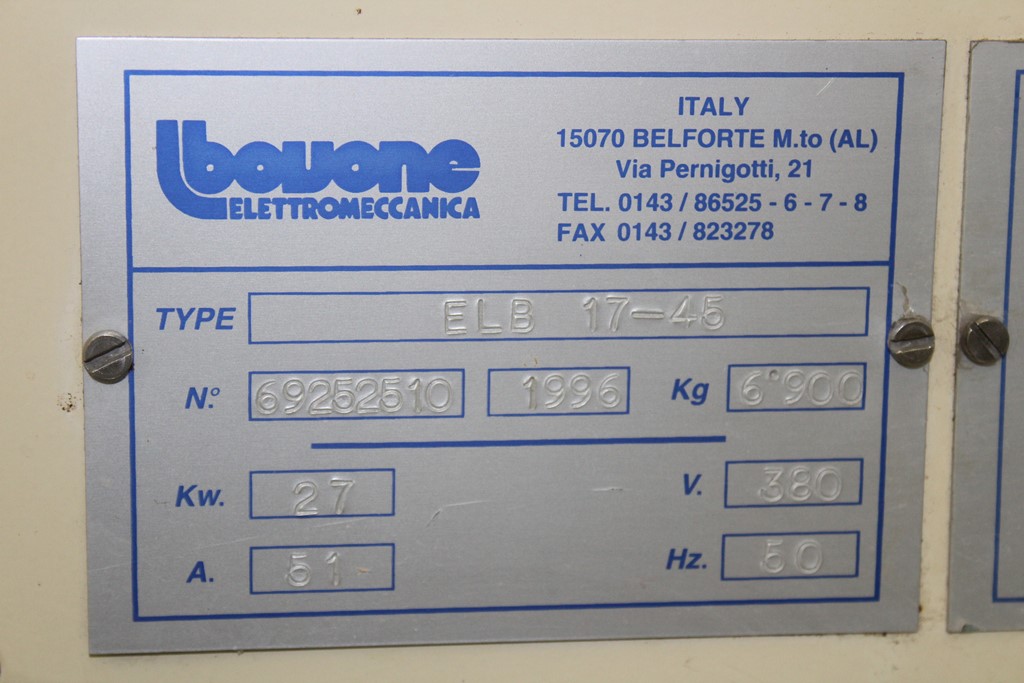 bovone
ELETTROMECCANICA
ITALY
15070 BELFORTE M.to (AL)
Via Pernigotti, 21
TEL. 0143 / 86525 - 6 - 7 - 8
FAX 0143 / 823278
TYPE ELB 17-45
N.° 69252510 1996 Kg 6°900
Kw. 27 V. 380
A. 51 Hz. 50